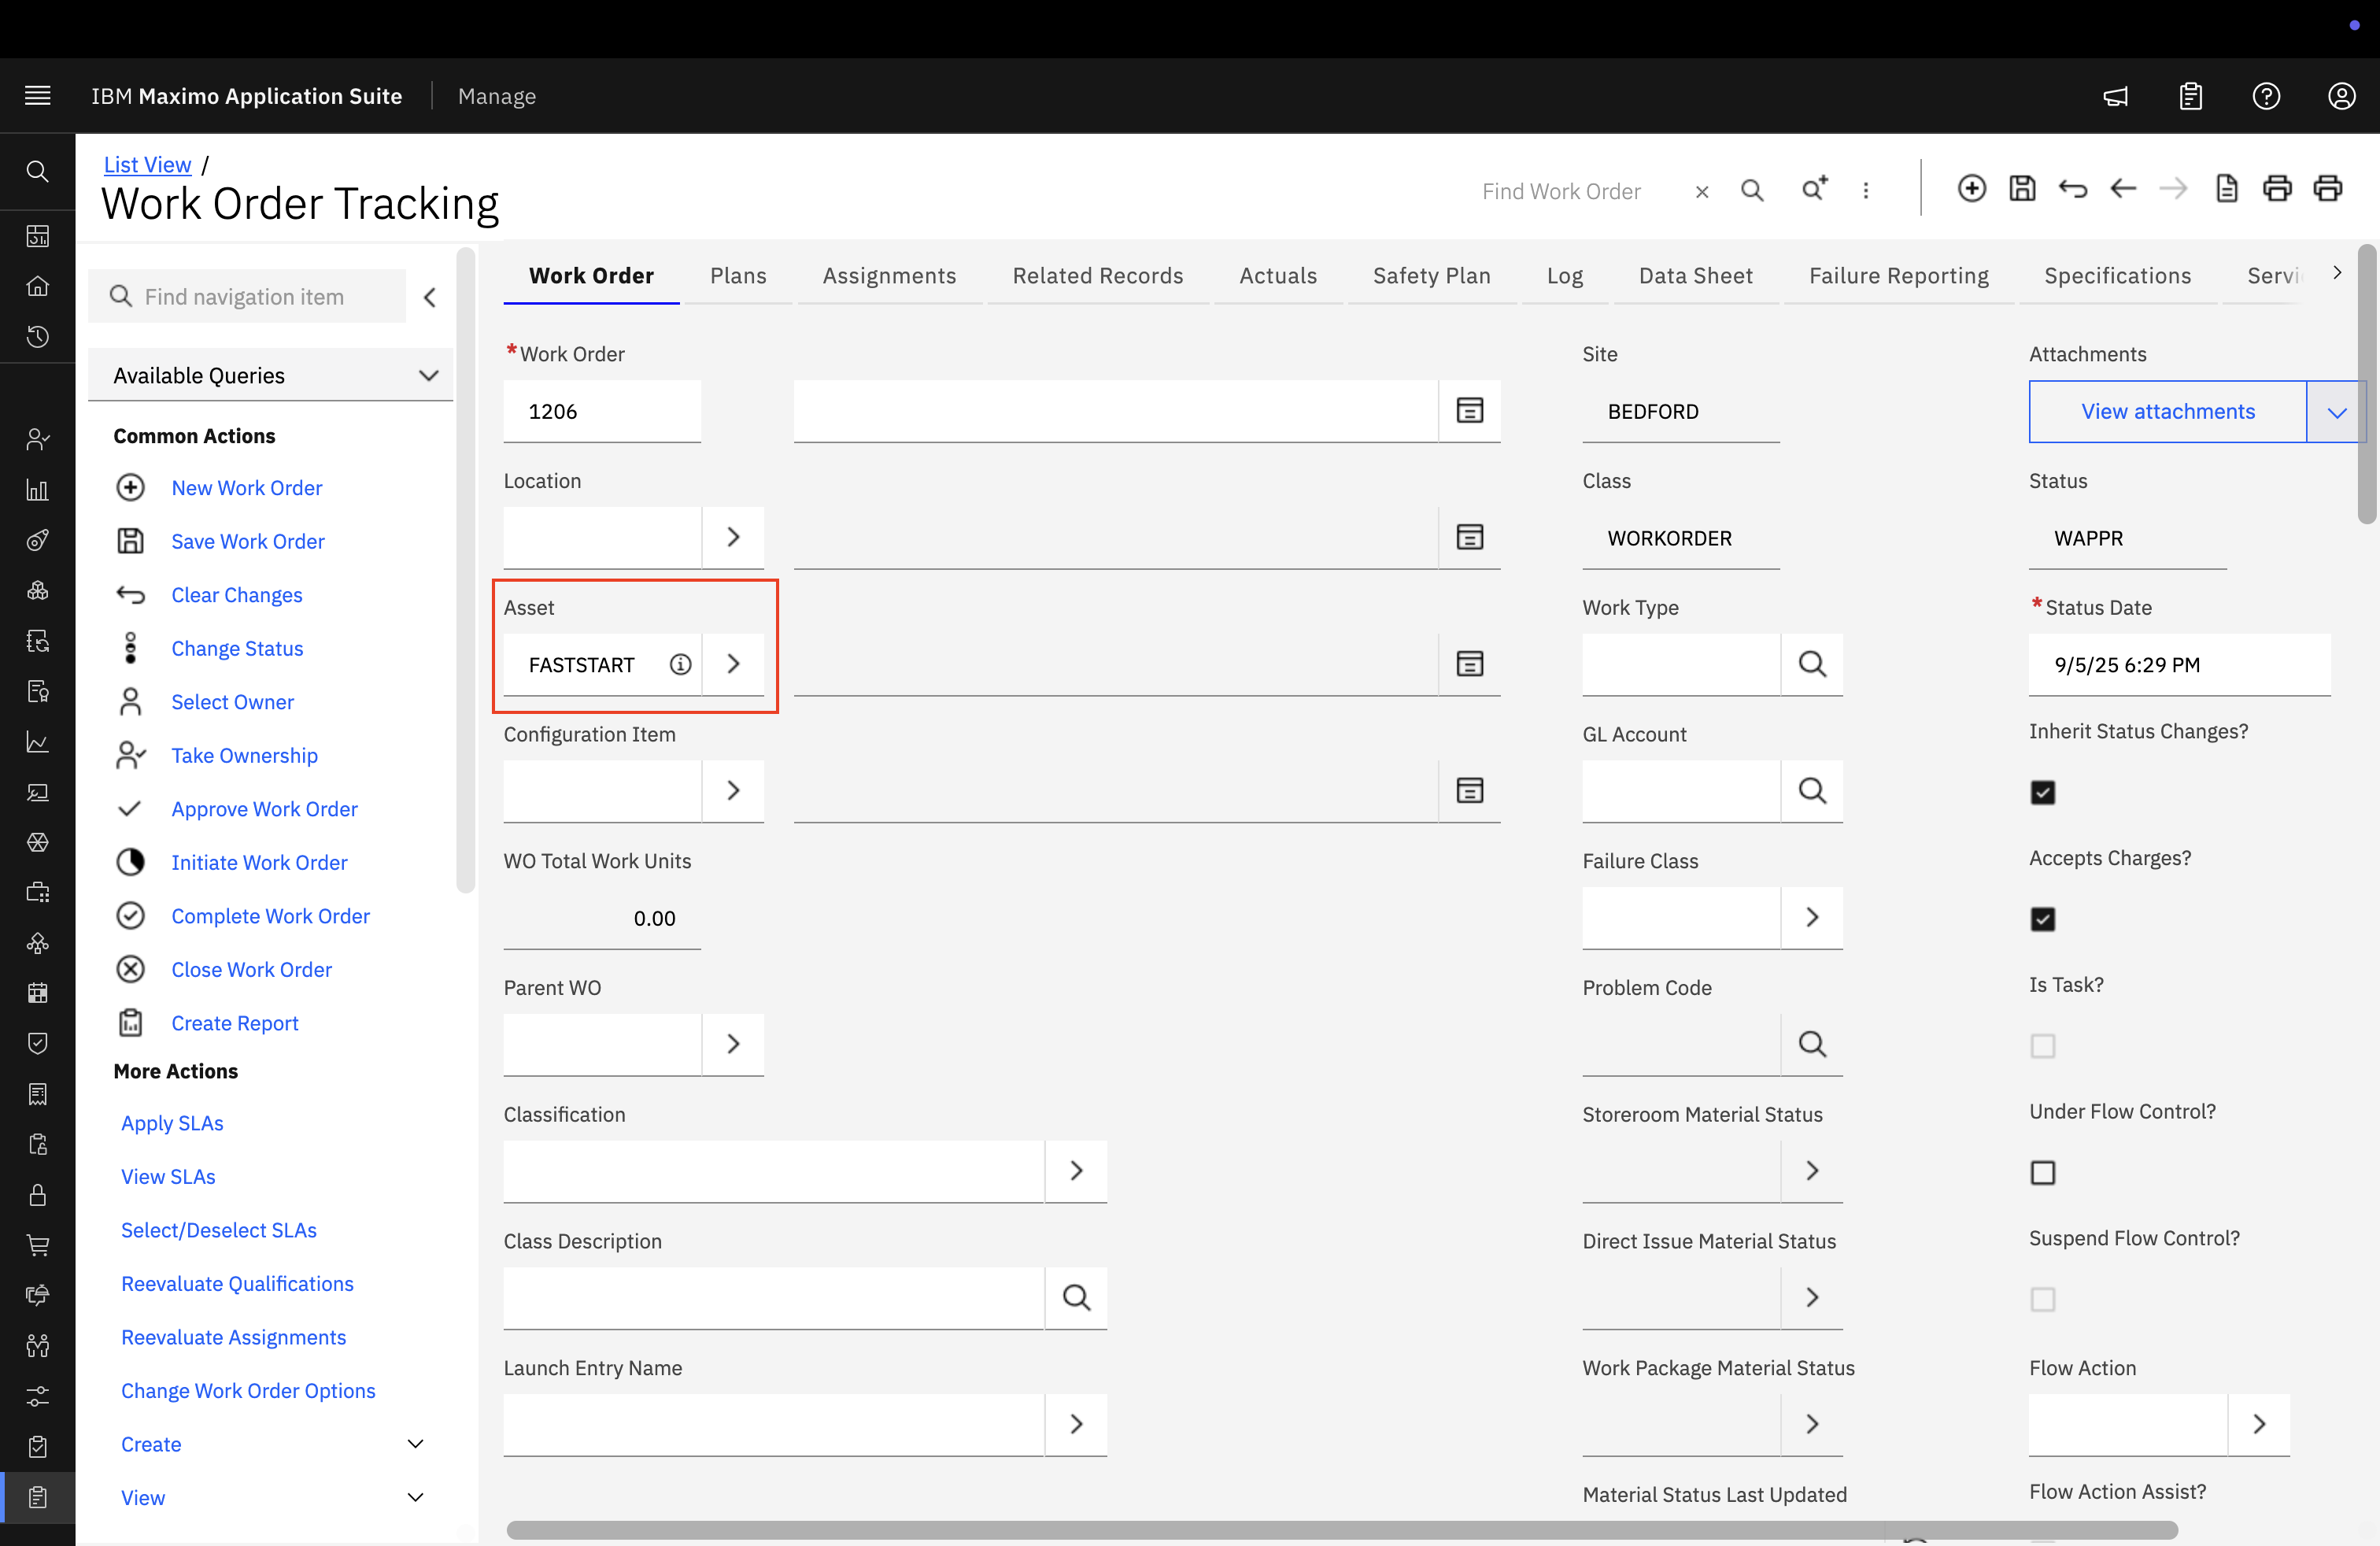 IBM Maximo Application Suite
Manage
List View /
Work Order Tracking
Find Work Order
Find navigation item
Available Queries
Common Actions
New Work Order
Save Work Order
Clear Changes
Change Status
Select Owner
Take Ownership
Approve Work Order
Initiate Work Order
Complete Work Order
Close Work Order
Create Report
More Actions
Apply SLAs
View SLAs
Select/Deselect SLAs
Reevaluate Qualifications
Reevaluate Assignments
Change Work Order Options
Create
View
Work Order
Plans
Assignments
Related Records
Actuals
Safety Plan
Log
Data Sheet
Failure Reporting
Specifications
*Work Order
1206
Location
Asset
FASTSTART
Configuration Item
WO Total Work Units
0.00
Parent WO
Classification
Class Description
Launch Entry Name
Site
BEDFORD
Class
WORKORDER
Work Type
GL Account
Failure Class
Problem Code
Storeroom Material Status
Direct Issue Material Status
Work Package Material Status
Material Status Last Updated
Attachments
View attachments
Status
WAPPR
*Status Date
9/5/25 6:29 PM
Inherit Status Changes?
Accepts Charges?
Is Task?
Under Flow Control?
Suspend Flow Control?
Flow Action
Flow Action Assist?